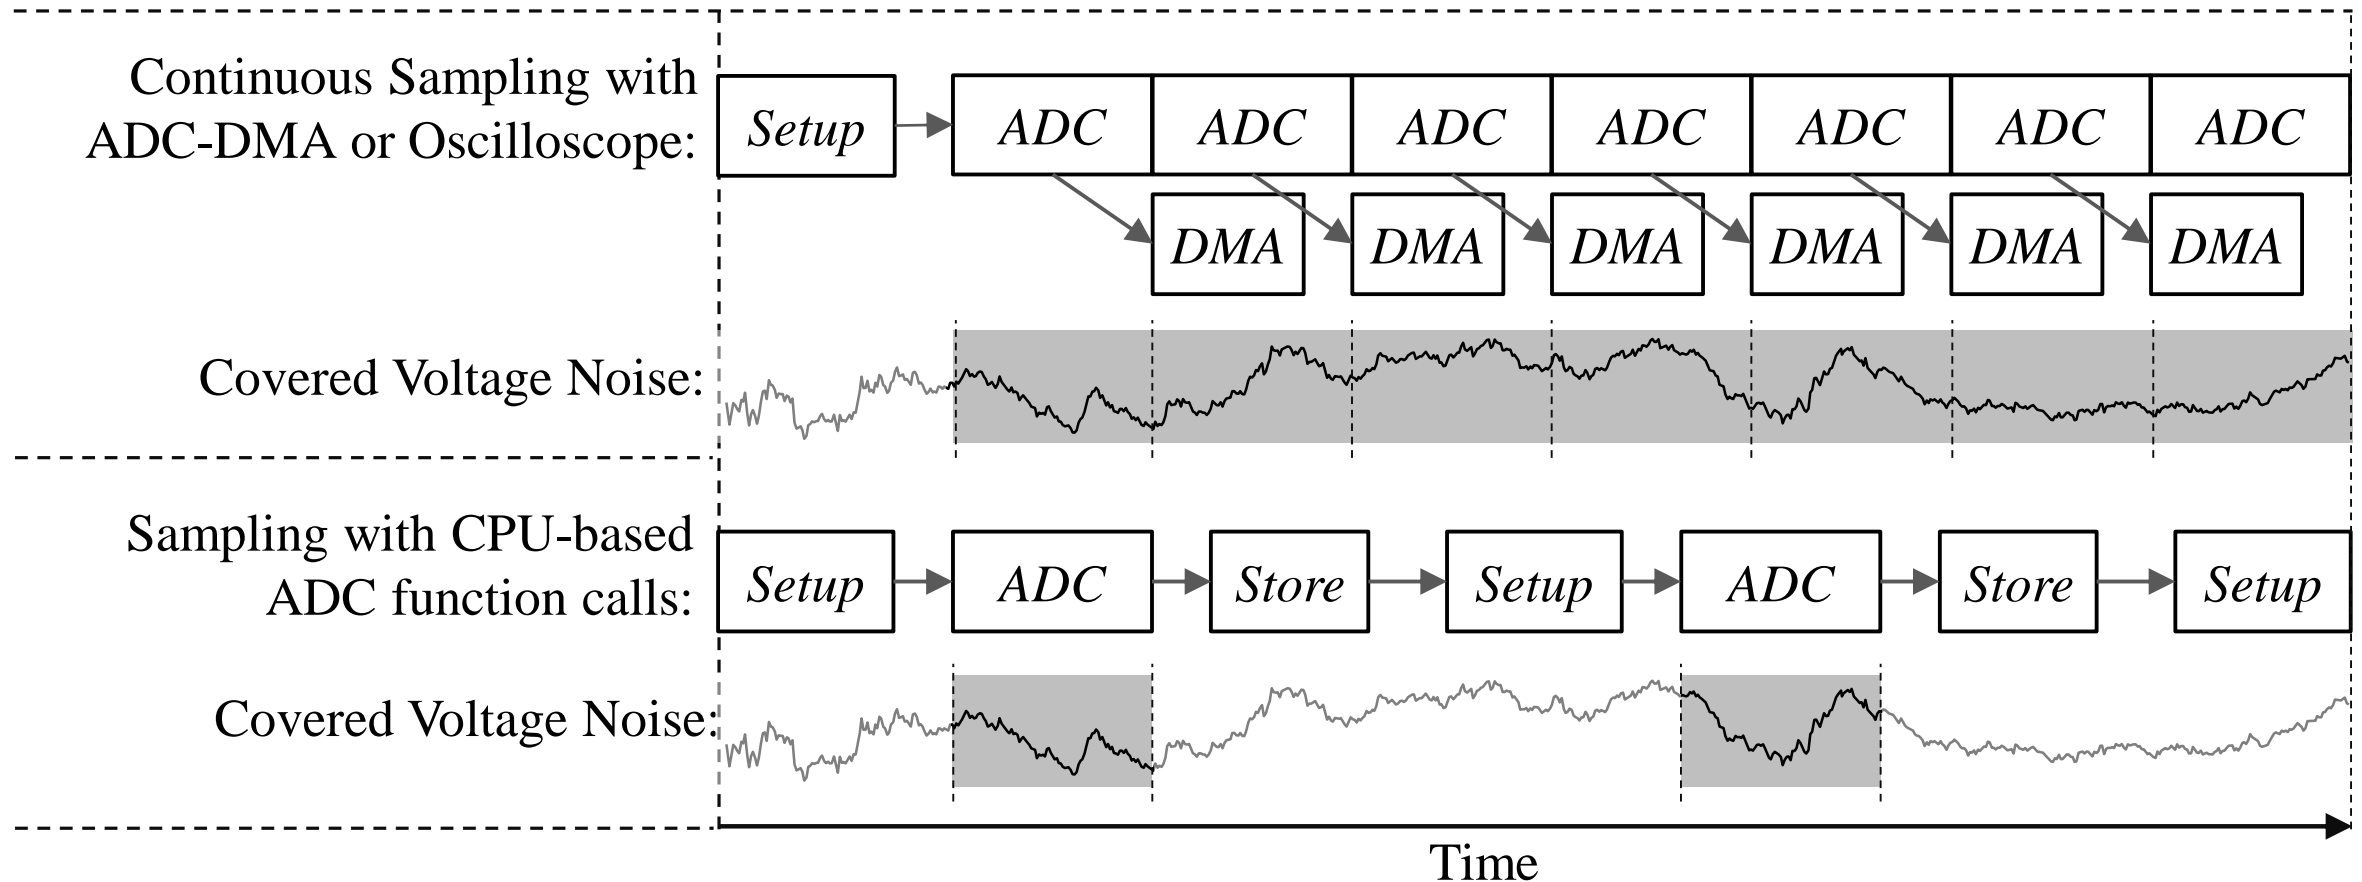 Continuous Sampling with
ADC-DMA or Oscilloscope:
Setup ADC ADC ADC ADC ADC ADC ADC
DMA DMA DMA DMA DMA DMA
Covered Voltage Noise:
Sampling with CPU-based
ADC function calls:
Setup ADC Store Setup ADC Store Setup
Covered Voltage Noise:
Time